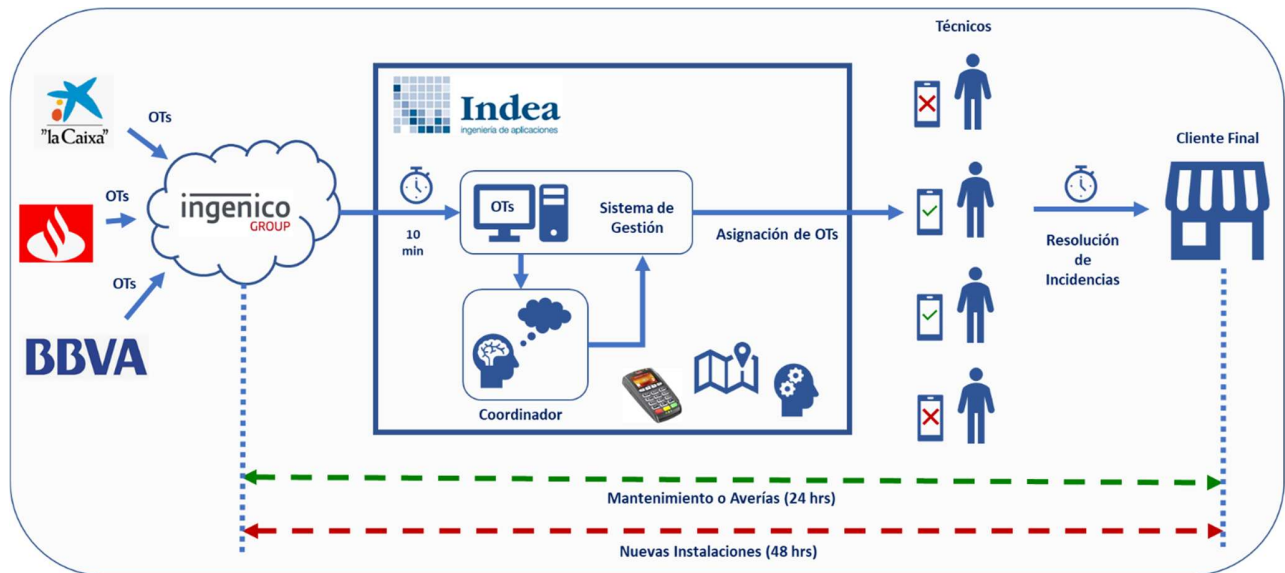 Técnicos
"la Caixa"
OTs
OTs
OTs
BBVA
ingenico
GROUP
Indea
ingeniería de aplicaciones
10
min
OTs
Sistema de
Gestión
Coordinador
Asignación de OTs
Resolución
de
Incidencias
Cliente Final
Mantenimiento o Averías (24 hrs)
Nuevas Instalaciones (48 hrs)